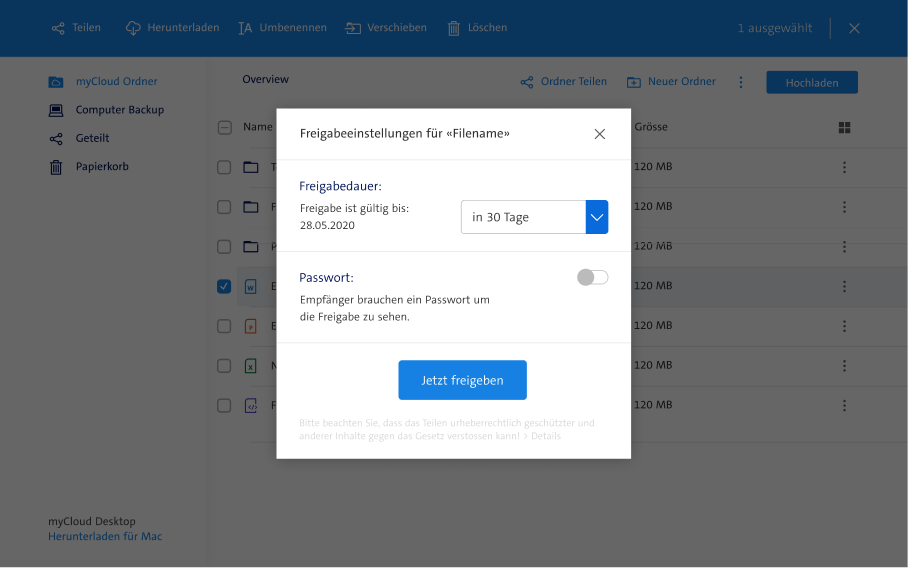 Teilen Herunterladen Umbenennen Verschieben Löschen 1 ausgewählt
myCloud Ordner
Computer Backup
Geteilt
Papierkorb
Overview
Ordner Teilen Neuer Ordner Hochladen
Name Grösse
120 MB
120 MB
120 MB
120 MB
120 MB
120 MB
120 MB
Freigabeeinstellungen für «Filename»
Freigabedauer:
Freigabe ist gültig bis:
28.05.2020
in 30 Tage
Passwort:
Empfänger brauchen ein Passwort um
die Freigabe zu sehen.
Jetzt freigeben
Bitte beachten Sie, dass das Teilen urheberrechtlich geschützter und
anderer Inhalte gegen das Gesetz verstossen kann! > Details
myCloud Desktop
Herunterladen für Mac